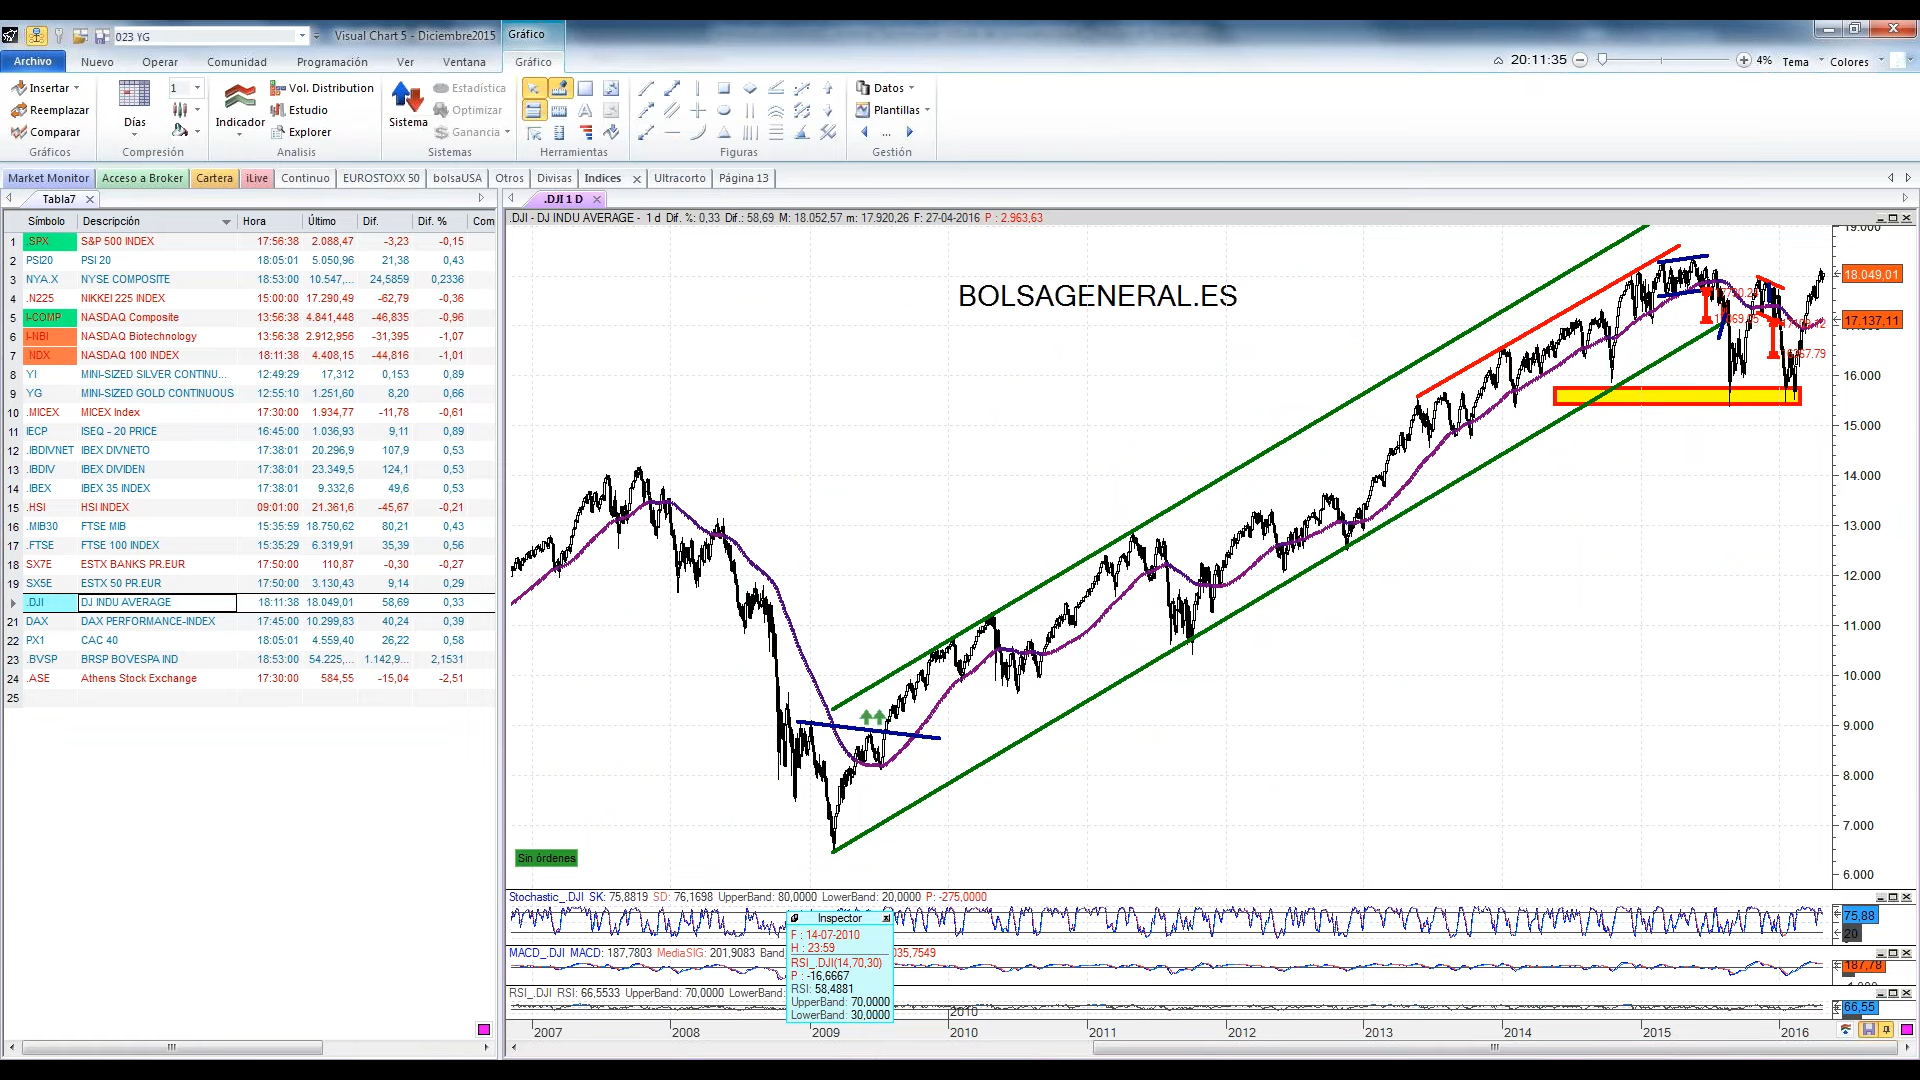 023 YG
Visual Chart 5 - Diciembre2015
Gráfico
Archivo
Nuevo
Operar
Comunidad
Programación
Ver
Ventana
Gráfico
20:11:35
4%
Tema
Colores
Insertar
Reemplazar
Comparar
Gráficos
Días
1
Compresión
Indicador
Vol. Distribution
Estudio
Explorer
Analisis
Sistema
Estadística
Optimizar
Ganancia
Sistemas
Herramientas
Figuras
Datos
Plantillas
...
Gestión
Market Monitor
Acceso a Broker
Cartera
iLive
Continuo
EUROSTOXX 50
bolsaUSA
Otros
Divisas
Indices
Ultracorto
Página 13
Tabla7
Símbolo Descripción Hora Último Dif. Dif. % Com
1 .SPX S&P 500 INDEX 17:56:38 2.088,47 -3,23 -0,15
2 PSI20 PSI 20 18:05:01 5.050,96 21,38 0,43
3 NYA.X NYSE COMPOSITE 18:53:00 10.547,... 24,5859 0,2336
4 .N225 NIKKEI 225 INDEX 15:00:00 17.290,49 -62,79 -0,36
5 I-COMP NASDAQ Composite 13:56:38 4.841,448 -46,835 -0,96
6 I-NBI NASDAQ Biotechnology 13:56:38 2.912,956 -31,395 -1,07
7 .NDX NASDAQ 100 INDEX 18:11:38 4.408,15 -44,816 -1,01
8 YI MINI-SIZED SILVER CONTINU... 12:49:29 17,312 0,153 0,89
9 YG MINI-SIZED GOLD CONTINUOUS 12:55:10 1.251,60 8,20 0,66
10 .MICEX MICEX Index 17:30:00 1.934,77 -11,78 -0,61
11 IECP ISEQ - 20 PRICE 16:45:00 1.036,93 9,11 0,89
12 .IBDIVNET IBEX DIVNETO 17:38:01 20.296,9 107,9 0,53
13 .IBDIV IBEX DIVIDEN 17:38:01 23.349,5 124,1 0,53
14 .IBEX IBEX 35 INDEX 17:38:01 9.332,6 49,6 0,53
15 .HSI HSI INDEX 09:01:00 21.361,6 -45,67 -0,21
16 .MIB30 FTSE MIB 15:35:59 18.750,62 80,21 0,43
17 .FTSE FTSE 100 INDEX 15:35:29 6.319,91 35,39 0,56
18 SX7E ESTX BANKS PR.EUR 17:50:00 110,87 -0,30 -0,27
19 SX5E ESTX 50 PR.EUR 17:50:00 3.130,43 9,14 0,29
.DJI DJ INDU AVERAGE 18:11:38 18.049,01 58,69 0,33
21 DAX DAX PERFORMANCE-INDEX 17:45:00 10.299,83 40,24 0,39
22 PX1 CAC 40 18:05:01 4.559,40 26,22 0,58
23 .BVSP BRSP BOVESPA IND 18:53:00 54.225,... 1.142,9... 2,1531
24 .ASE Athens Stock Exchange 17:30:00 584,55 -15,04 -2,51
25
.DJI 1 D
.DJI - DJ INDU AVERAGE - 1 d Dif. %: 0,33 Dif.: 58,69 M: 18.052,57 m: 17.920,26 F: 27-04-2016 P : 2.963,63
BOLSAGENERAL.ES
19.000
18.049,01
17.137,11
16.000
15.000
14.000
13.000
12.000
11.000
10.000
9.000
8.000
7.000
6.000
Sin órdenes
Stochastic_.DJI SK: 75,8819 SD: 76,1698 UpperBand: 80,0000 LowerBand: 20,0000 P: -275,0000
75,88
20
MACD_.DJI MACD: 187,7803 MediaSIG: 201,9083 Band 035,7549
187,78
RSI_.DJI RSI: 66,5533 UpperBand: 70,0000 LowerBand:
66,55
Inspector
F : 14-07-2010
H : 23:59
RSI_.DJI(14,70,30)
P : -16,6667
RSI: 58,4881
UpperBand: 70,0000
LowerBand: 30,0000
2010
2007 2008 2009 2010 2011 2012 2013 2014 2015 2016